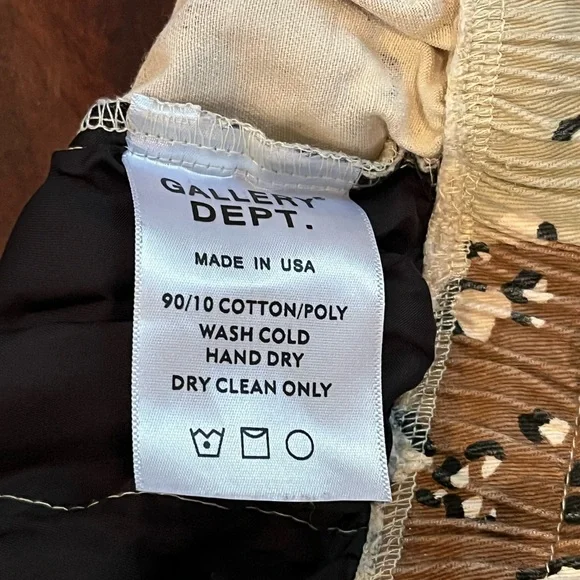 GALLERY
DEPT.
MADE IN USA
90/10 COTTON/POLY
WASH COLD
HAND DRY
DRY CLEAN ONLY